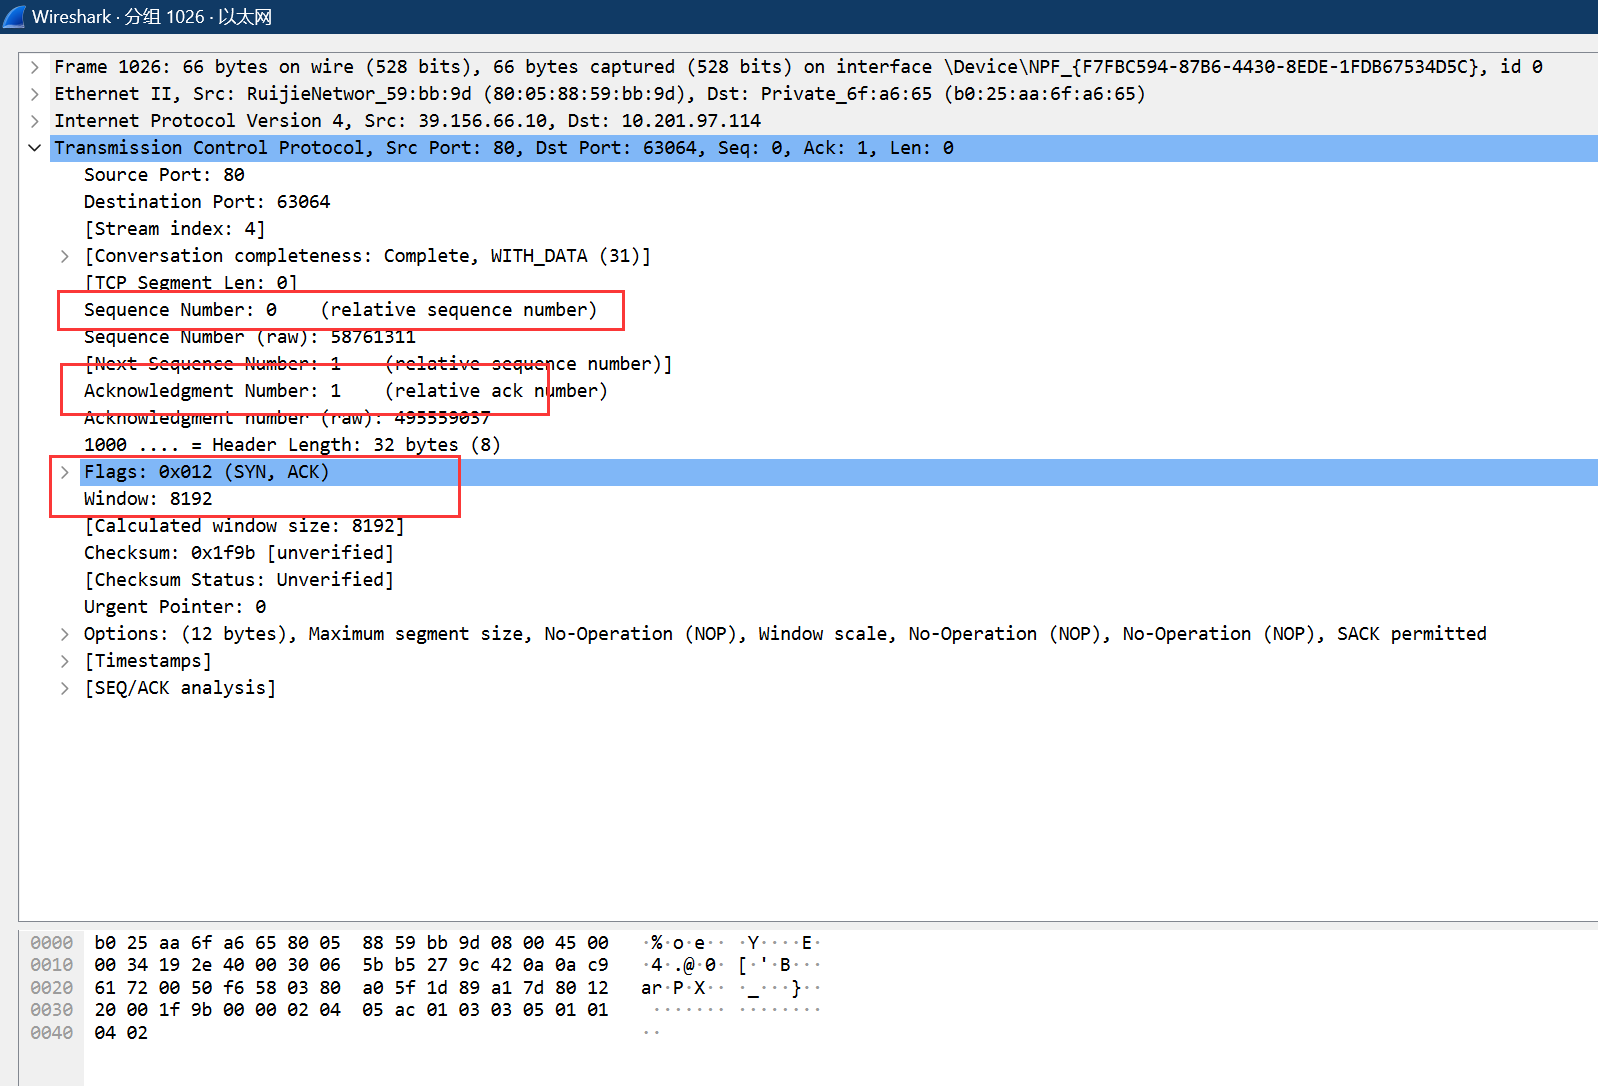 Wireshark · 分组 1026 · 以太网
Frame 1026: 66 bytes on wire (528 bits), 66 bytes captured (528 bits) on interface \Device\NPF_{F7FBC594-87B6-4430-8EDE-1FDB67534D5C}, id 0
Ethernet II, Src: RuijieNetwor_59:bb:9d (80:05:88:59:bb:9d), Dst: Private_6f:a6:65 (b0:25:aa:6f:a6:65)
Internet Protocol Version 4, Src: 39.156.66.10, Dst: 10.201.97.114
Transmission Control Protocol, Src Port: 80, Dst Port: 63064, Seq: 0, Ack: 1, Len: 0
Source Port: 80
Destination Port: 63064
[Stream index: 4]
[Conversation completeness: Complete, WITH_DATA (31)]
[TCP Segment Len: 0]
Sequence Number: 0    (relative sequence number)
Sequence Number (raw): 58761311
[Next Sequence Number: 1    (relative sequence number)]
Acknowledgment Number: 1    (relative ack number)
Acknowledgment number (raw): 495559037
1000 .... = Header Length: 32 bytes (8)
Flags: 0x012 (SYN, ACK)
Window: 8192
[Calculated window size: 8192]
Checksum: 0x1f9b [unverified]
[Checksum Status: Unverified]
Urgent Pointer: 0
Options: (12 bytes), Maximum segment size, No-Operation (NOP), Window scale, No-Operation (NOP), No-Operation (NOP), SACK permitted
[Timestamps]
[SEQ/ACK analysis]
0000 b0 25 aa 6f a6 65 80 05 88 59 bb 9d 08 00 45 00 ·%·o·e·· ·Y····E·
0010 00 34 19 2e 40 00 30 06 5b b5 27 9c 42 0a 0a c9 ·4·.@·0· [·'·B···
0020 61 72 00 50 f6 58 03 80 a0 5f 1d 89 a1 7d 80 12 ar·P·X·· ·_···}··
0030 20 00 1f 9b 00 00 02 04 05 ac 01 03 03 05 01 01 ······· ········
0040 04 02 ··